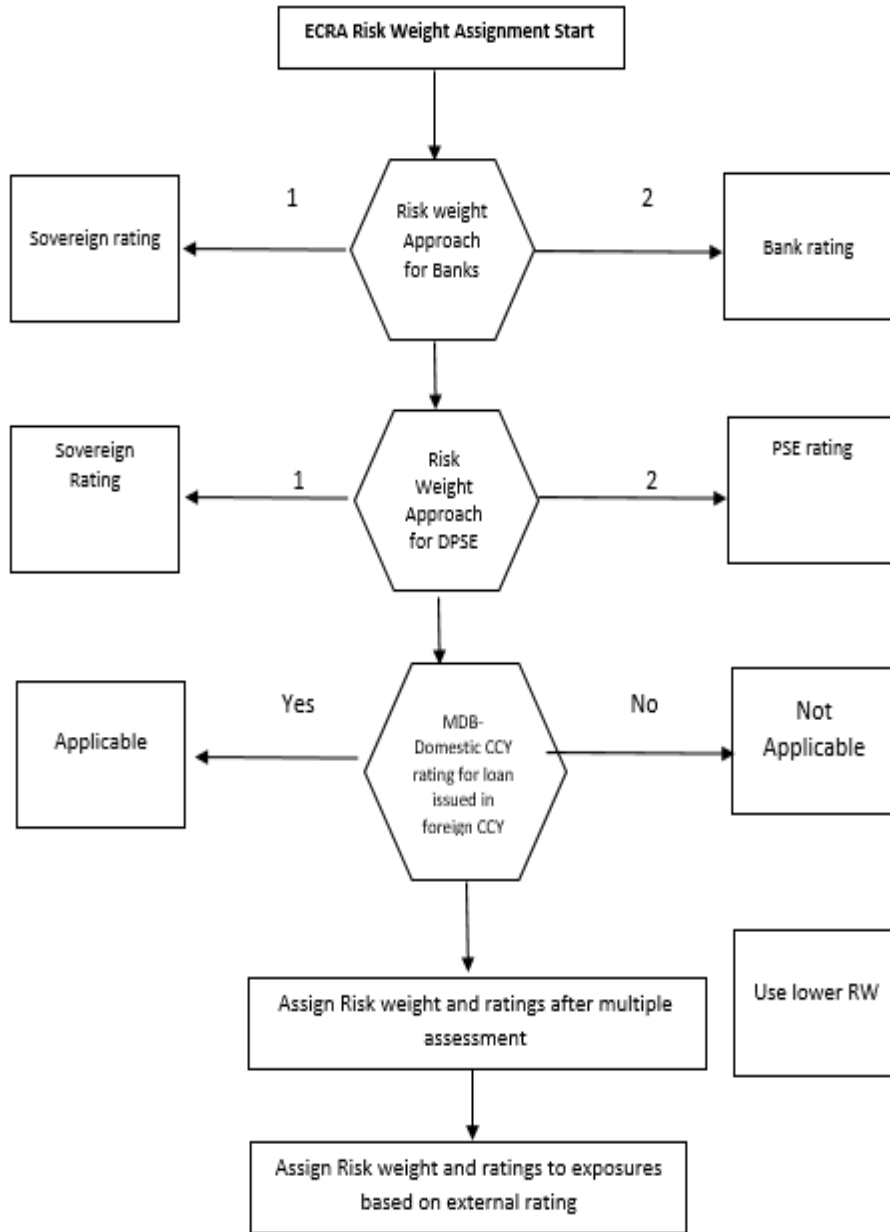 ECRA Risk Weight Assignment Start
1
2
Sovereign rating
Risk weight
Approach
for Banks
Bank rating
Sovereign
Rating
1
Risk
Weight
Approach
for DPSE
2
PSE rating
Applicable
Yes
MDB-
Domestic CCY
rating for loan
issued in
foreign CCY
No
Not
Applicable
Assign Risk weight and ratings after multiple
assessment
Use lower RW
Assign Risk weight and ratings to exposures
based on external rating